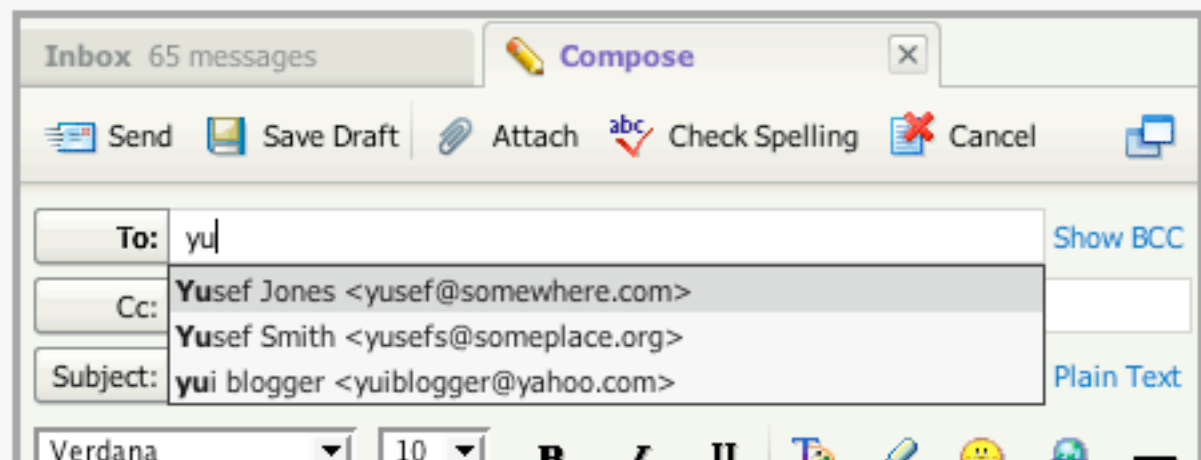 Inbox 65 messages Compose
Send Save Draft Attach abc Check Spelling Cancel
To: yu Show BCC
Yusef Jones <yusef@somewhere.com>
Cc:
Yusef Smith <yusefs@someplace.org>
Subject: yui blogger <yuiblogger@yahoo.com> Plain Text
Verdana 10 B I U T